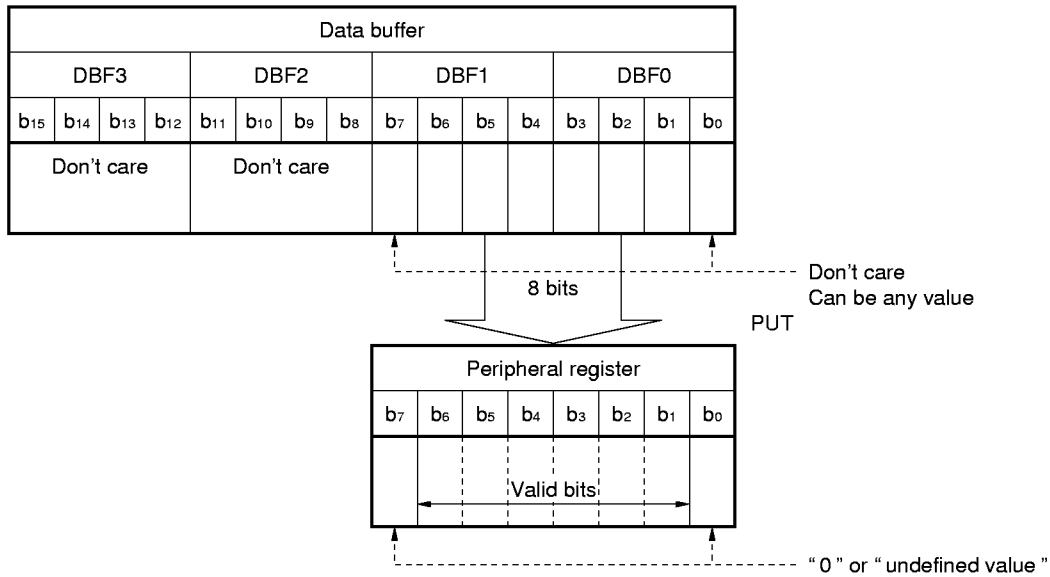 Data buffer
DBF3 DBF2 DBF1 DBF0
b15 b14 b13 b12 b11 b10 b9 b8 b7 b6 b5 b4 b3 b2 b1 b0
Don't care Don't care
Don't care
8 bits
Can be any value
PUT
Peripheral register
b7 b6 b5 b4 b3 b2 b1 b0
Valid bits
“ 0 ” or “ undefined value ”